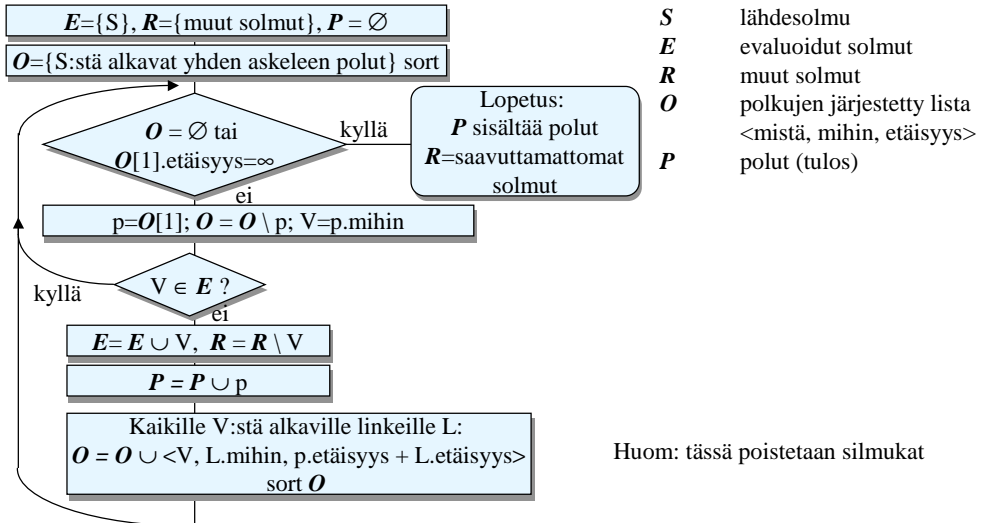 E={S}, R={muut solmut}, P = ∅
O={S:stä alkavat yhden askeleen polut} sort
O = ∅ tai
O[1].etäisyys=∞
kyllä
Lopetus:
P sisältää polut
R=saavuttamattomat
solmut
ei
p=O[1]; O = O \ p; V=p.mihin
V ∈ E ?
kyllä
ei
E= E ∪ V, R = R \ V
P = P ∪ p
Kaikille V:stä alkaville linkeille L:
O = O ∪ <V, L.mihin, p.etäisyys + L.etäisyys>
sort O
S lähdesolmu
E evaluoidut solmut
R muut solmut
O polkujen järjestetty lista
<mistä, mihin, etäisyys>
P polut (tulos)
Huom: tässä poistetaan silmukat